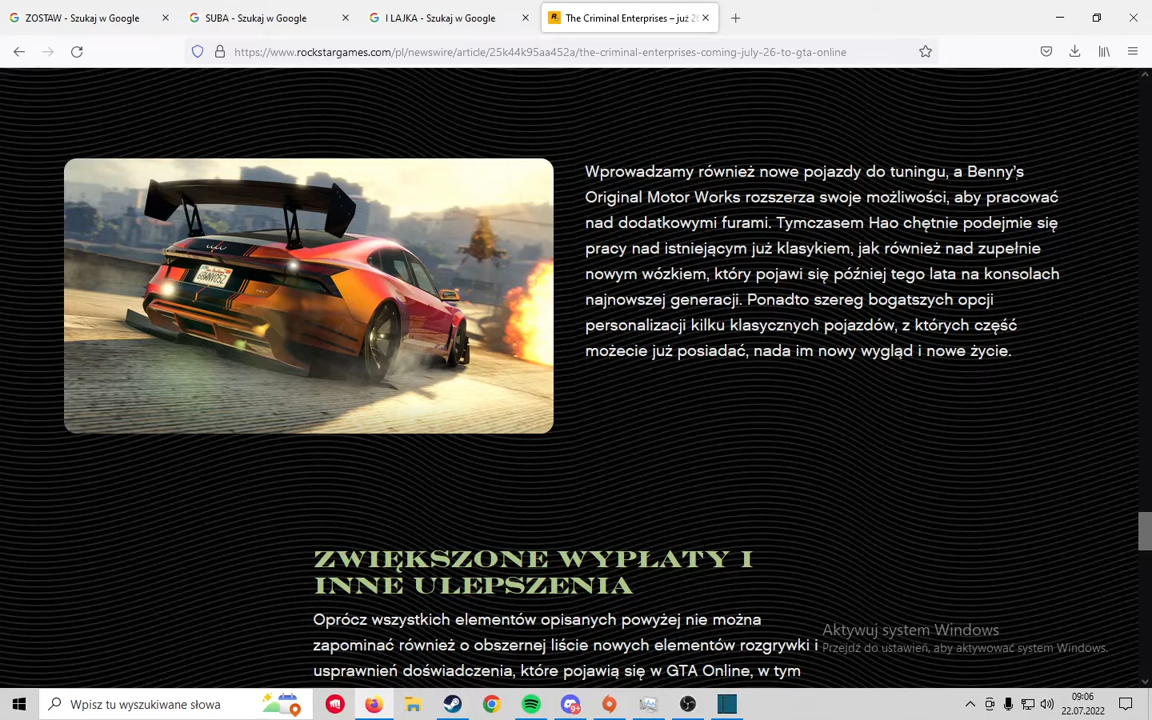 ZOSTAW - Szukaj w Google
SUBA - Szukaj w Google
I LAJKA - Szukaj w Google
The Criminal Enterprises – już 2
https://www.rockstargames.com/pl/newswire/article/25k44k95aa452a/the-criminal-enterprises-coming-july-26-to-gta-online
Wprowadzamy również nowe pojazdy do tuningu, a Benny's
Original Motor Works rozszerza swoje możliwości, aby pracować
nad dodatkowymi furami. Tymczasem Hao chętnie podejmie się
pracy nad istniejącym już klasykiem, jak również nad zupełnie
nowym wózkiem, który pojawi się później tego lata na konsolach
najnowszej generacji. Ponadto szereg bogatszych opcji
personalizacji kilku klasycznych pojazdów, z których część
możecie już posiadać, nada im nowy wygląd i nowe życie.
ZWIĘKSZONE WYPŁATY I
INNE ULEPSZENIA
Oprócz wszystkich elementów opisanych powyżej nie można
zapominać również o obszernej liście nowych elementów rozgrywki i
usprawnień doświadczenia, które pojawią się w GTA Online, w tym
Aktywuj system Windows
Przejdź do ustawień, aby aktywować system Windows.
Wpisz tu wyszukiwane słowa
9+
09:06
22.07.2022